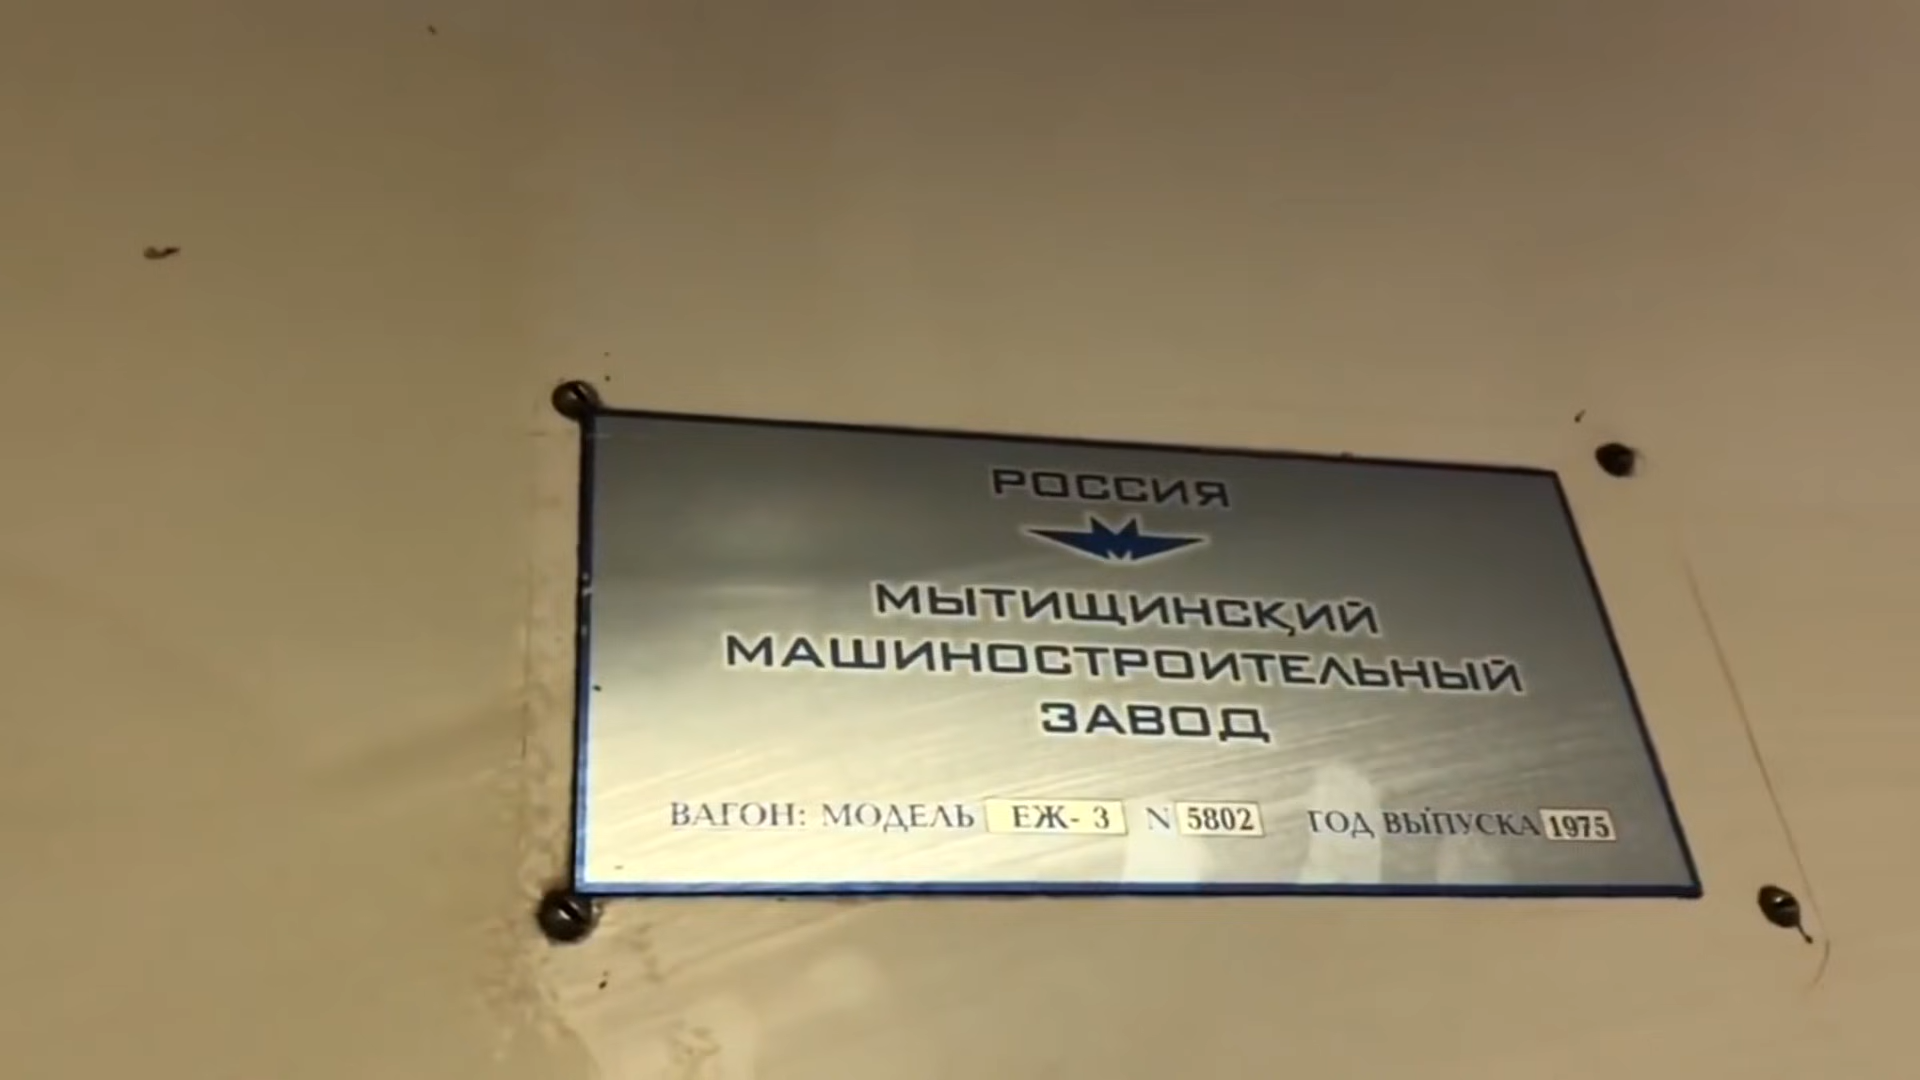 РОССИЯ
М
МЫТИЩИНСКИЙ
МАШИНОСТРОИТЕЛЬНЫЙ
ЗАВОД
ВАГОН: МОДЕЛЬ ЕЖ- 3 N 5802 ГОД ВЫПУСКА 1975